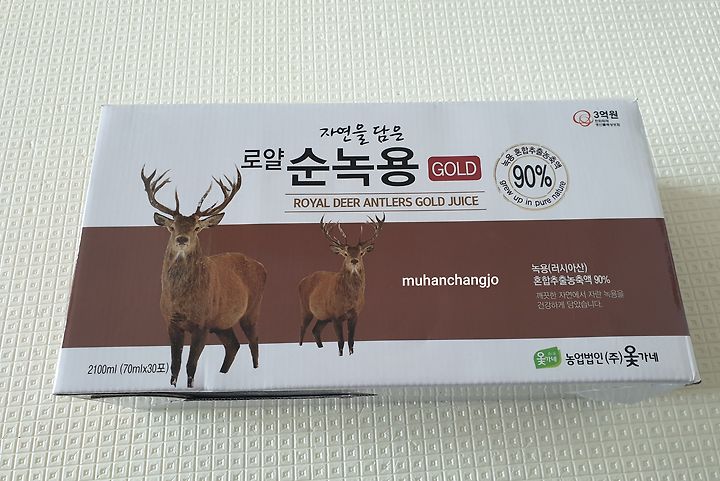 자연을 담은
로얄 순녹용 GOLD
ROYAL DEER ANTLERS GOLD JUICE
3억원
녹용 혼합추출농축액
90%
grew up in pure nature
muhanchangjo
녹용(러시아산)
혼합추출농축액 90%
깨끗한 자연에서 자란 녹용을
건강하게 담았습니다.
2100ml (70mlx30포)
옻가네
농업법인(주)옻가네